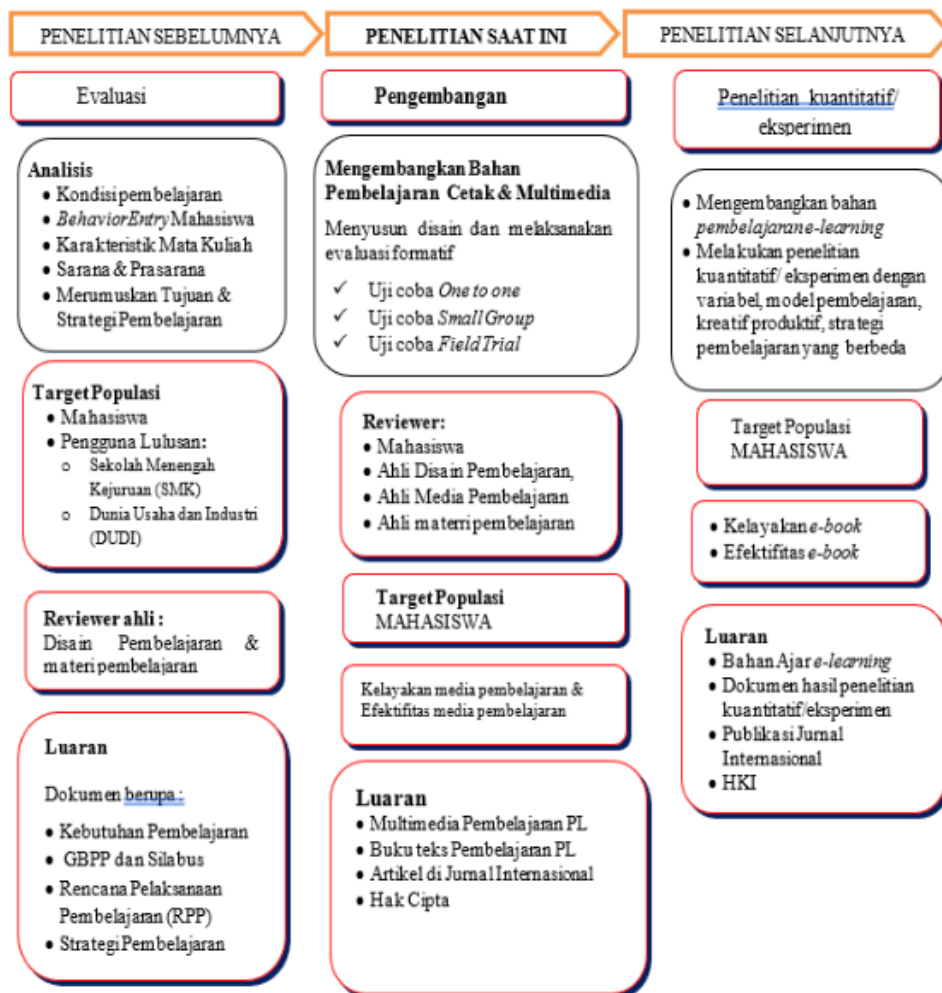 PENELITIAN SEBELUMNYA
PENELITIAN SAAT INI
PENELITIAN SELANJUTNYA
Evaluasi
Analisis
• Kondisi pembelajaran
• Behavior Entry Mahasiswa
• Karakteristik Mata Kuliah
• Sarana & Prasarana
• Merumuskan Tujuan &
Strategi Pembelajaran
Target Populasi
• Mahasiswa
• Pengguna Lulusan:
o Sekolah Menengah
Kejuruan (SMK)
o Dunia Usaha dan Industri
(DUDI)
Reviewer ahli :
Disain Pembelajaran &
materi pembelajaran
Luaran
Dokumen berupa :
• Kebutuhan Pembelajaran
• GBPP dan Silabus
• Rencana Pelaksanaan
Pembelajaran (RPP)
• Strategi Pembelajaran
Pengembangan
Mengembangkan Bahan
Pembelajaran Cetak & Multimedia
Menyusun disain dan melaksanakan
evaluasi formatif
✓ Uji coba One to one
✓ Uji coba Small Group
✓ Uji coba Field Trial
Reviewer:
• Mahasiswa
• Ahli Disain Pembelajaran,
• Ahli Media Pembelajaran
• Ahli materri pembelajaran
Target Populasi
MAHASISWA
Kelayakan media pembelajaran &
Efektifitas media pembelajaran
Luaran
• Multimedia Pembelajaran PL
• Buku teks Pembelajaran PL
• Artikel di Jurnal Internasional
• Hak Cipta
Penelitian kuantitatif/
eksperimen
• Mengembangkan bahan
pembelajaran e-learning
• Melakukan penelitian
kuantitatif/ eksperimen dengan
variabel, model pembelajaran,
kreatif produktif, strategi
pembelajaran yang berbeda
Target Populasi
MAHASISWA
• Kelayakan e-book
• Efektifitas e-book
Luaran
• Bahan Ajar e-learning
• Dokumen hasil penelitian
kuantitatif/eksperimen
• Publikasi Jurnal
Internasional
• HKI